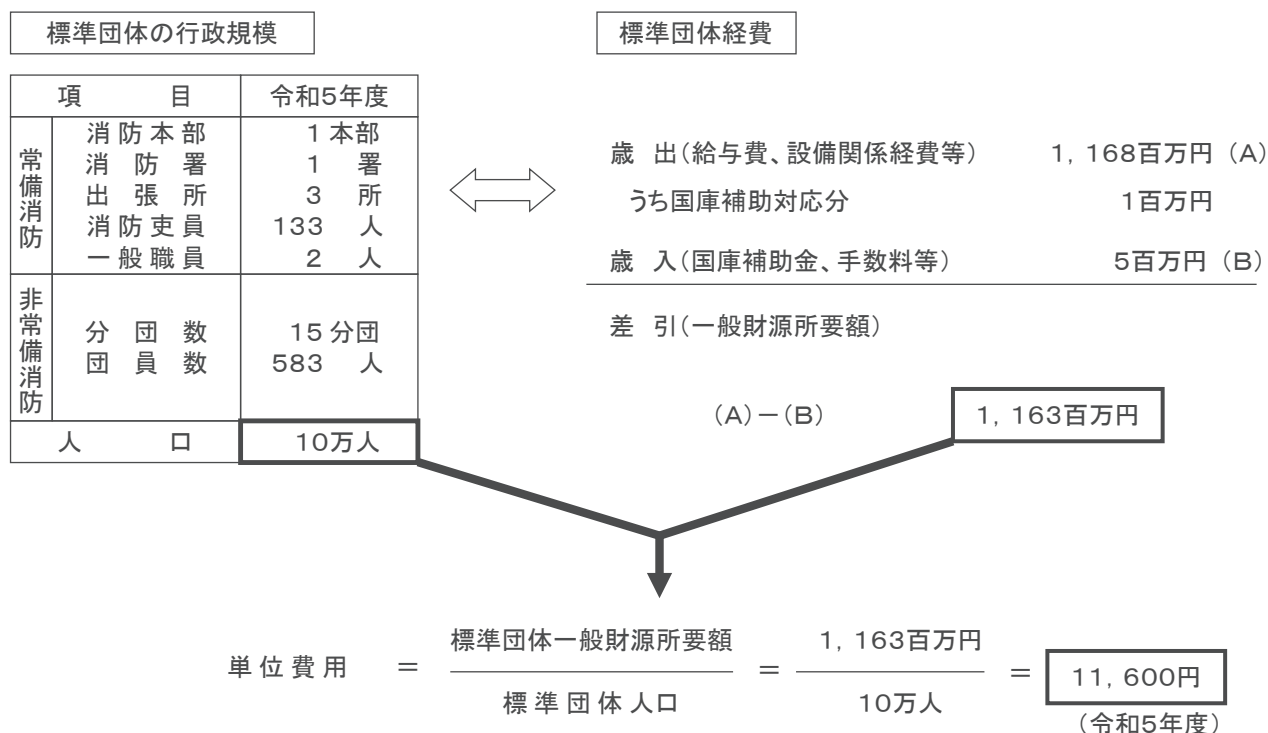 標準団体の行政規模
標準団体経費
項 目 令和5年度
常備消防
消防本部 1本部
消防署 1 署
出張所 3 所
消防吏員 133 人
一般職員 2 人
非常備消防
分団数 15分団
団員数 583 人
人 口 10万人
歳 出(給与費、設備関係経費等) 1,168百万円(A)
うち国庫補助対応分 1百万円
歳 入(国庫補助金、手数料等) 5百万円(B)
差 引(一般財源所要額)
(A)-(B) 1,163百万円
単位費用 = 標準団体一般財源所要額 = 1,163百万円 = 11,600円
標準団体人口 10万人
(令和5年度)